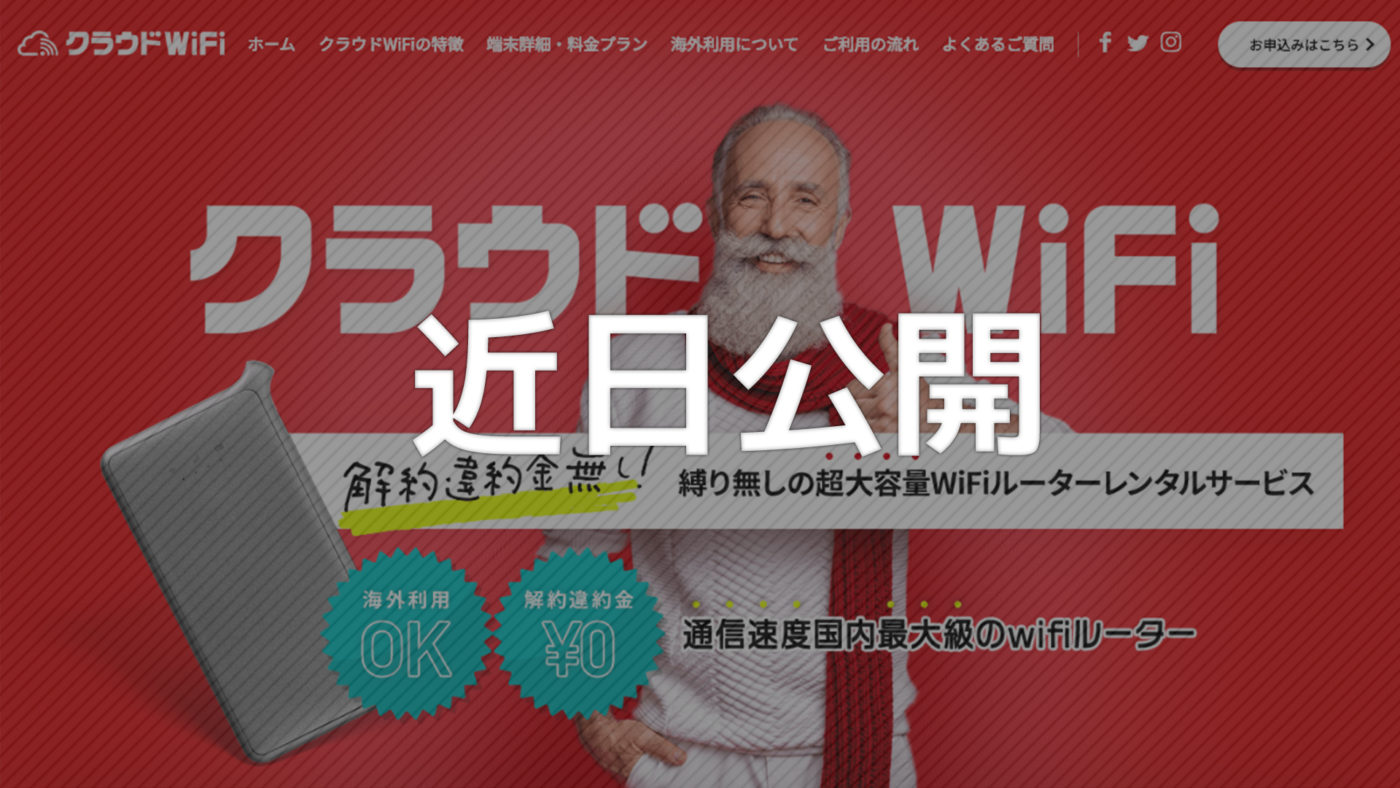 クラウドWiFi ホーム クラウドWiFiの特徴 端末詳細・料金プラン 海外利用について ご利用の流れ よくあるご質問 お申込みはこちら
クラウド WiFi
近日公開
解約違約金無し! 縛り無しの超大容量WiFiルーターレンタルサービス
海外利用
OK
解約違約金
¥0
通信速度国内最大級のwifiルーター